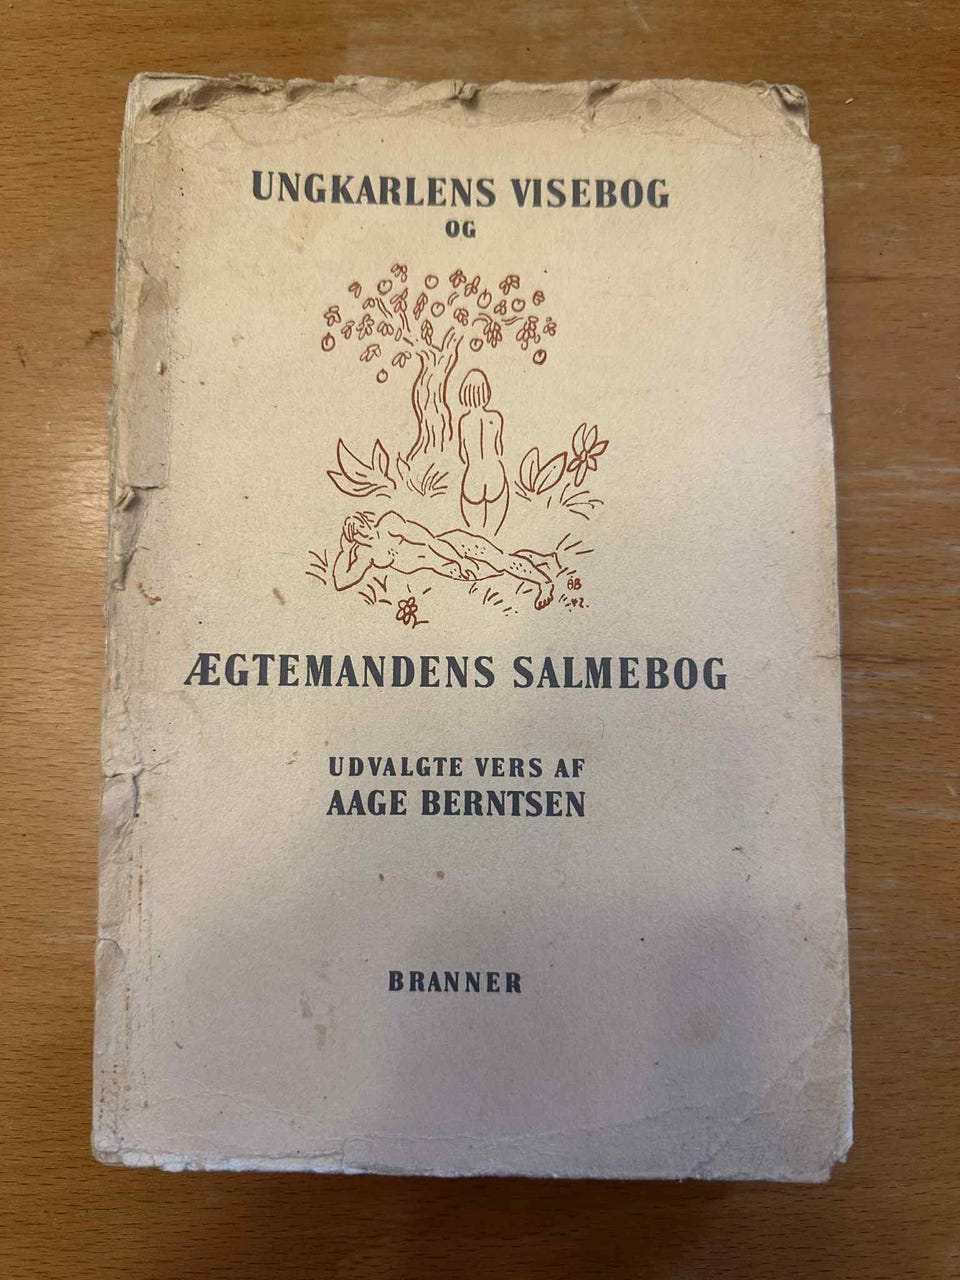 UNGKARLENS VISEBOG
OG
ÆGTEMANDENS SALMEBOG
UDVALGTE VERS AF
AAGE BERNTSEN
BRANNER